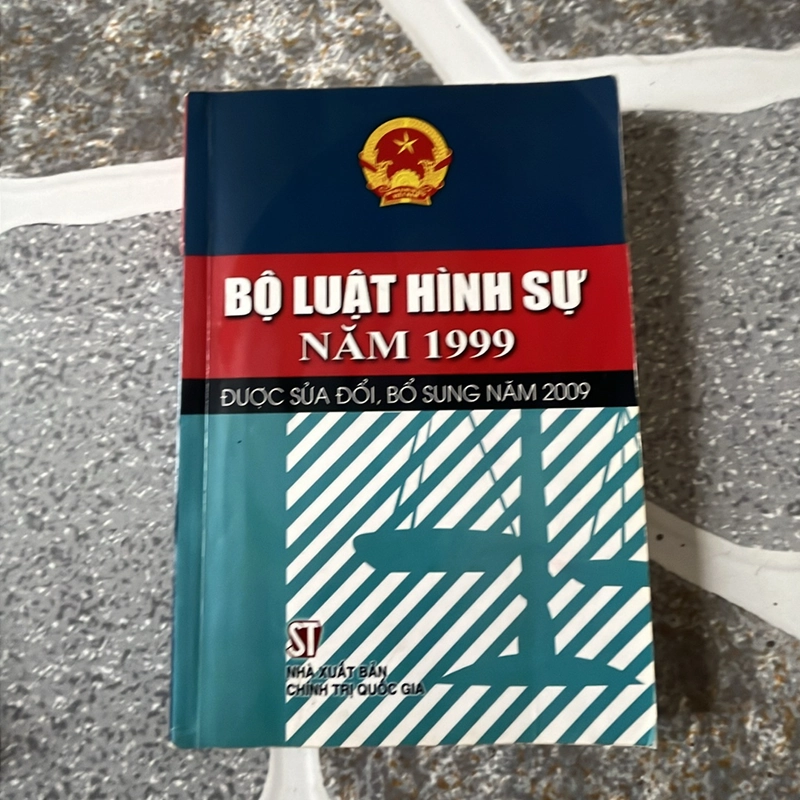 BỘ LUẬT HÌNH SỰ
NĂM 1999
ĐƯỢC SỬA ĐỔI, BỔ SUNG NĂM 2009
ST
NHÀ XUẤT BẢN
CHÍNH TRỊ QUỐC GIA